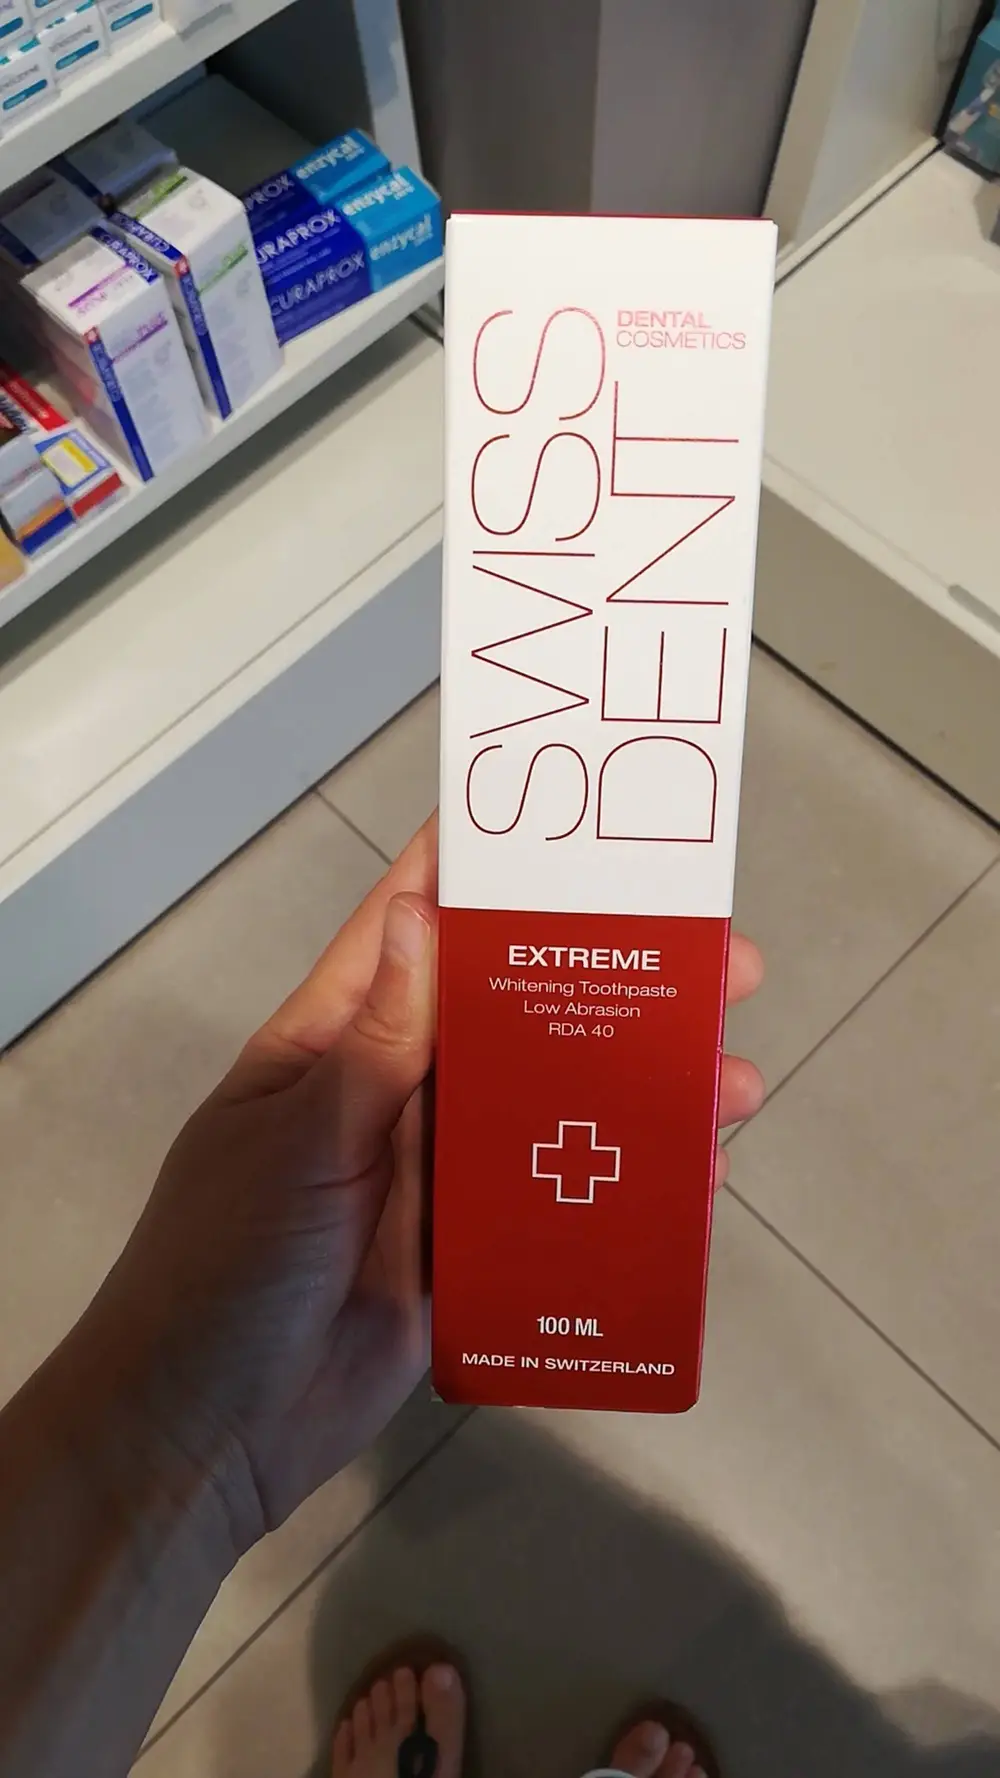 SWISS
DENT
DENTAL
COSMETICS
EXTREME
Whitening Toothpaste
Low Abrasion
RDA 40
100 ML
MADE IN SWITZERLAND
enzycal
enzycal
enzycal
CURAPROX
CURAPROX